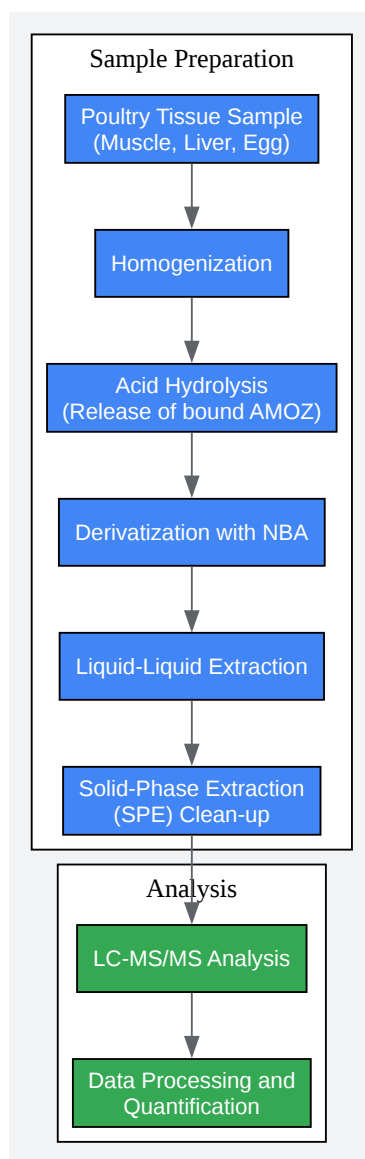 Sample Preparation
Poultry Tissue Sample
(Muscle, Liver, Egg)
Homogenization
Acid Hydrolysis
(Release of bound AMOZ)
Derivatization with NBA
Liquid-Liquid Extraction
Solid-Phase Extraction
(SPE) Clean-up
Analysis
LC-MS/MS Analysis
Data Processing and
Quantification